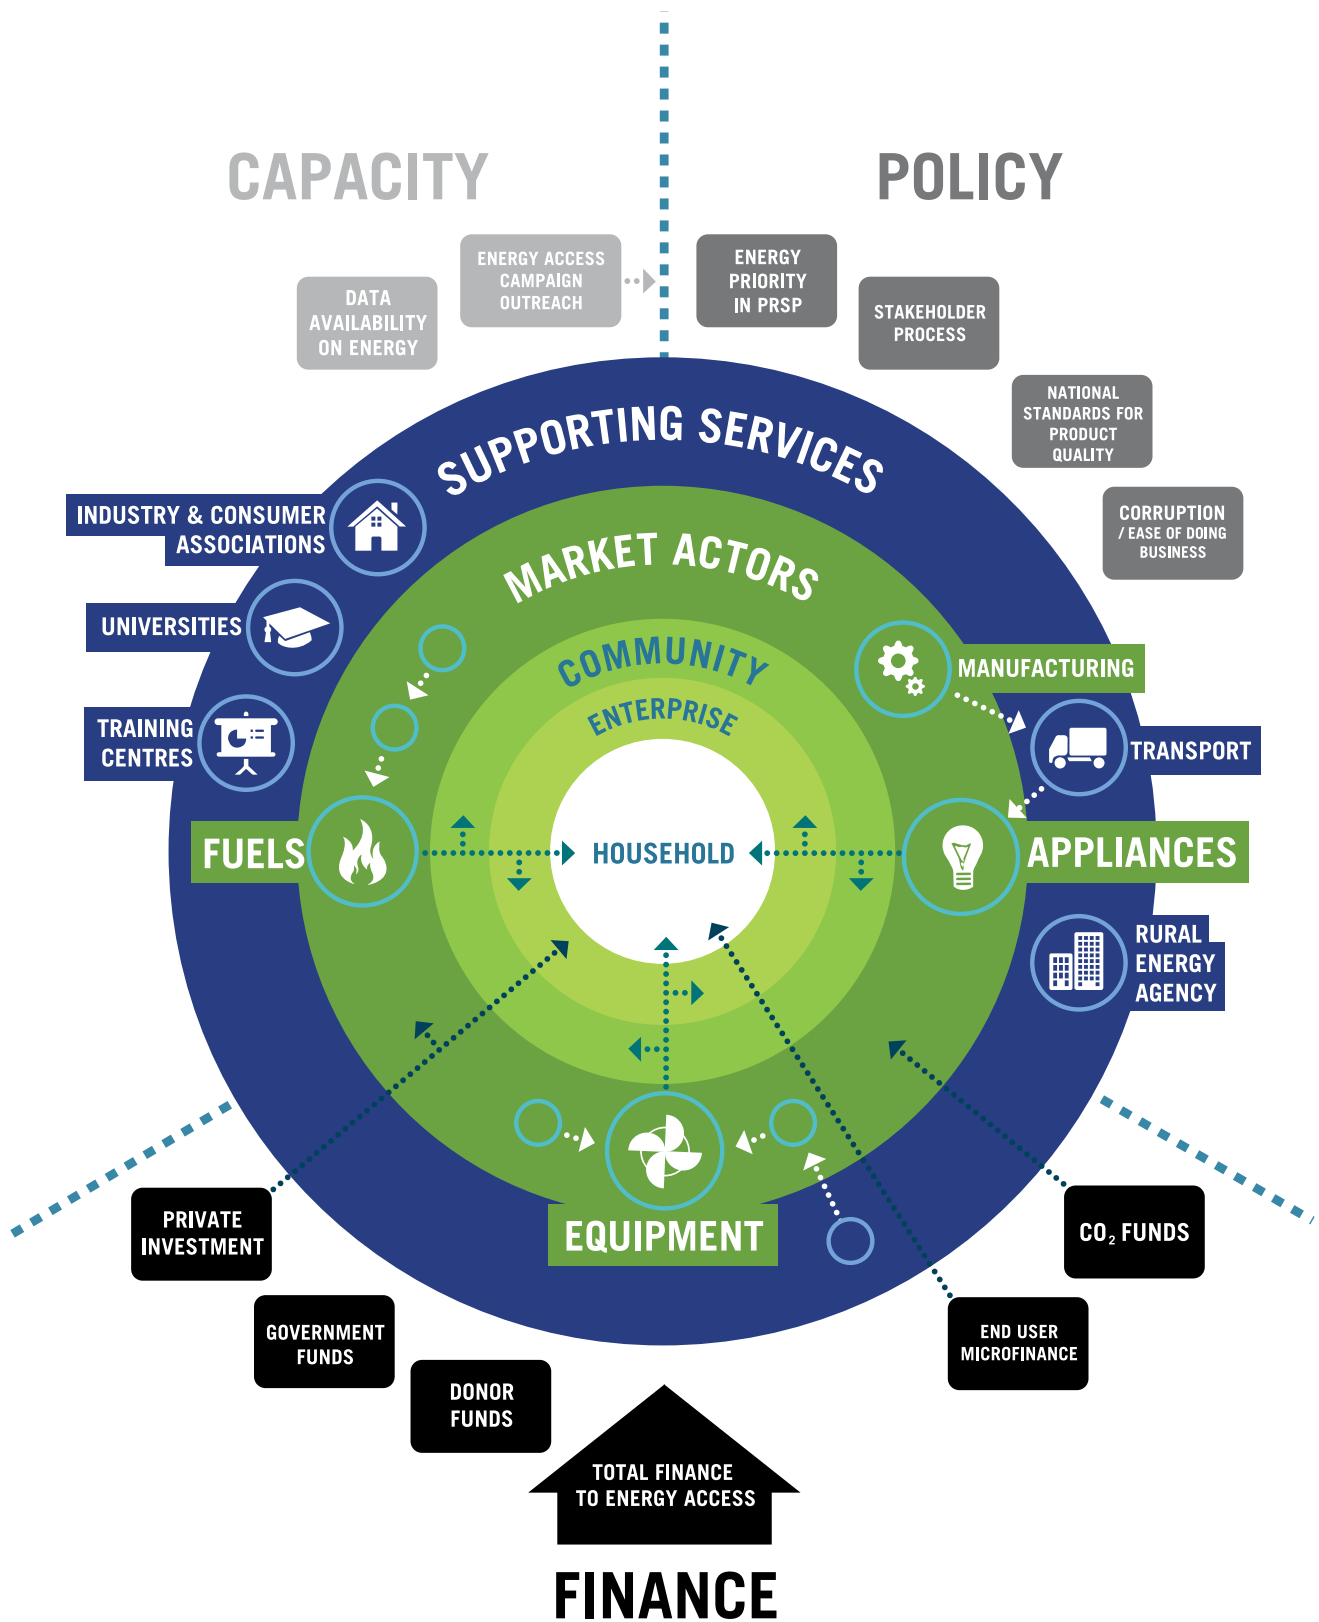 CAPACITY
POLICY
ENERGY ACCESS
CAMPAIGN
OUTREACH
DATA
AVAILABILITY
ON ENERGY
ENERGY
PRIORITY
IN PRSP
STAKEHOLDER
PROCESS
NATIONAL
STANDARDS FOR
PRODUCT
QUALITY
CORRUPTION
/ EASE OF DOING
BUSINESS
SUPPORTING SERVICES
MARKET ACTORS
COMMUNITY
ENTERPRISE
HOUSEHOLD
INDUSTRY & CONSUMER
ASSOCIATIONS
UNIVERSITIES
TRAINING
CENTRES
FUELS
MANUFACTURING
TRANSPORT
APPLIANCES
RURAL
ENERGY
AGENCY
EQUIPMENT
PRIVATE
INVESTMENT
GOVERNMENT
FUNDS
DONOR
FUNDS
TOTAL FINANCE
TO ENERGY ACCESS
END USER
MICROFINANCE
CO₂ FUNDS
FINANCE